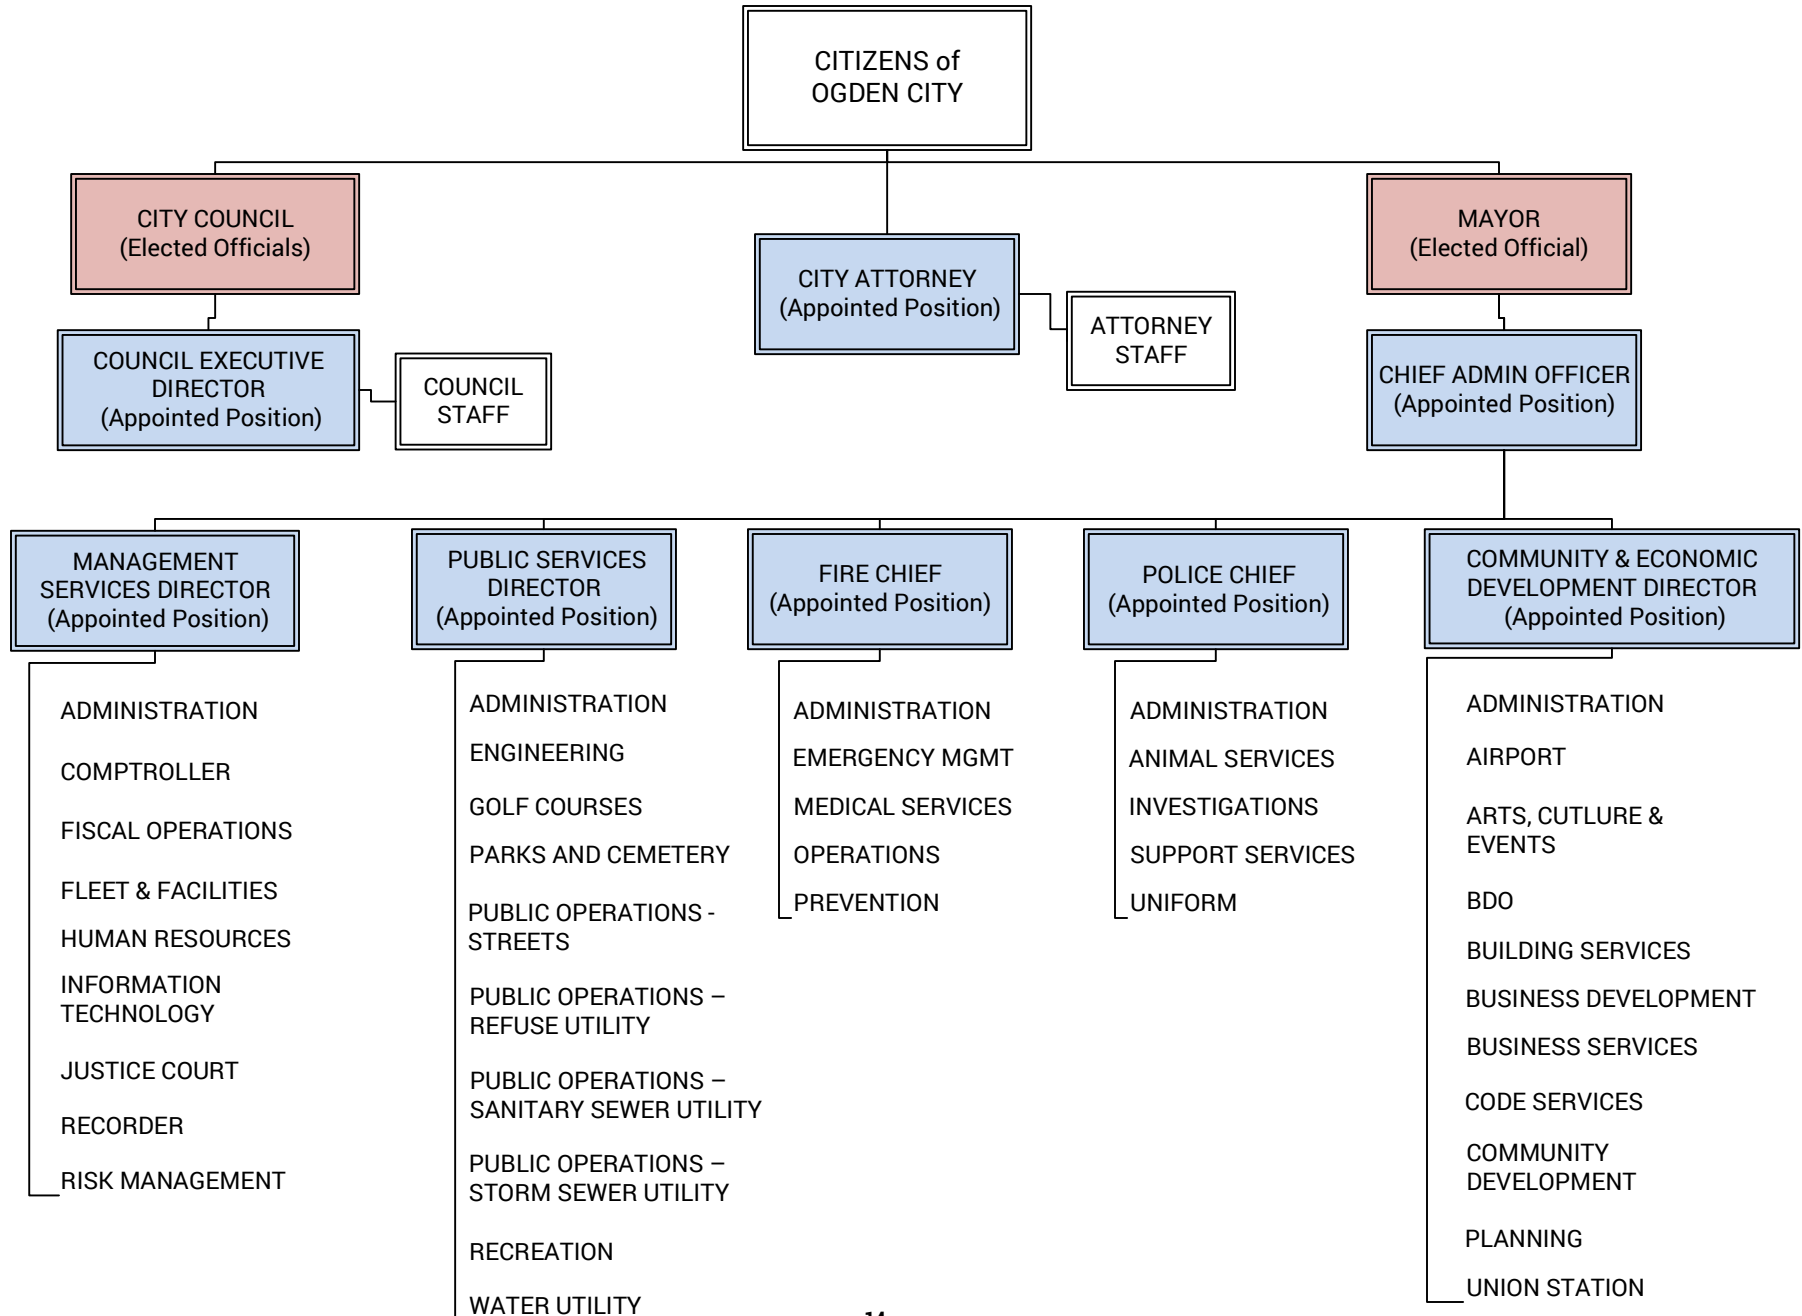 CITIZENS of
OGDEN CITY
CITY COUNCIL
(Elected Officials)
CITY ATTORNEY
(Appointed Position)
MAYOR
(Elected Official)
ATTORNEY
STAFF
COUNCIL EXECUTIVE
DIRECTOR
(Appointed Position)
COUNCIL
STAFF
CHIEF ADMIN OFFICER
(Appointed Position)
MANAGEMENT
SERVICES DIRECTOR
(Appointed Position)
ADMINISTRATION
COMPTROLLER
FISCAL OPERATIONS
FLEET & FACILITIES
HUMAN RESOURCES
INFORMATION
TECHNOLOGY
JUSTICE COURT
RECORDER
RISK MANAGEMENT
PUBLIC SERVICES
DIRECTOR
(Appointed Position)
ADMINISTRATION
ENGINEERING
GOLF COURSES
PARKS AND CEMETERY
PUBLIC OPERATIONS -
STREETS
PUBLIC OPERATIONS –
REFUSE UTILITY
PUBLIC OPERATIONS –
SANITARY SEWER UTILITY
PUBLIC OPERATIONS –
STORM SEWER UTILITY
RECREATION
WATER UTILITY
FIRE CHIEF
(Appointed Position)
ADMINISTRATION
EMERGENCY MGMT
MEDICAL SERVICES
OPERATIONS
PREVENTION
POLICE CHIEF
(Appointed Position)
ADMINISTRATION
ANIMAL SERVICES
INVESTIGATIONS
SUPPORT SERVICES
UNIFORM
COMMUNITY & ECONOMIC
DEVELOPMENT DIRECTOR
(Appointed Position)
ADMINISTRATION
AIRPORT
ARTS, CUTLURE &
EVENTS
BDO
BUILDING SERVICES
BUSINESS DEVELOPMENT
BUSINESS SERVICES
CODE SERVICES
COMMUNITY
DEVELOPMENT
PLANNING
UNION STATION